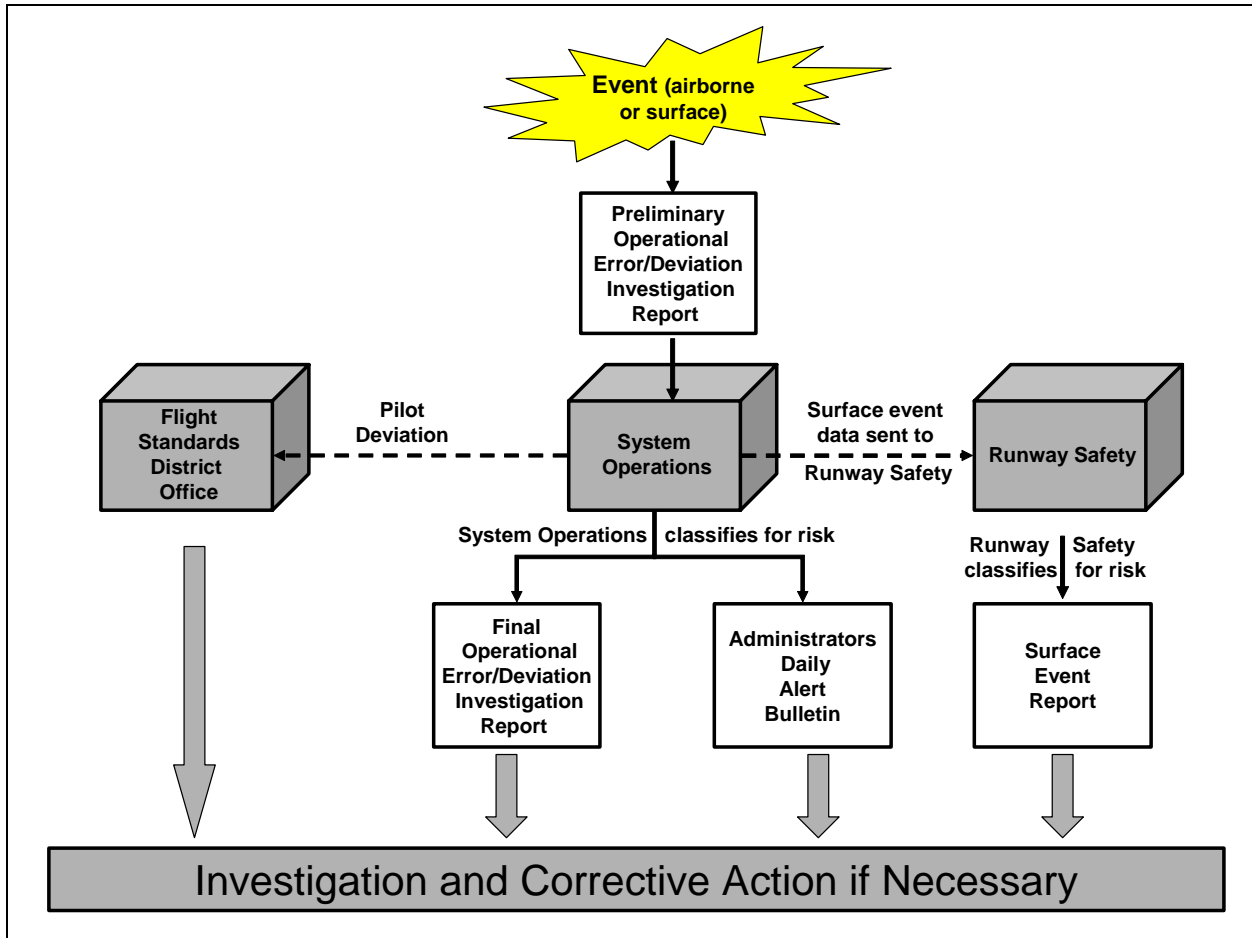 Event (airborne
or surface)
Preliminary
Operational
Error/Deviation
Investigation
Report
Flight
Standards
District
Office
Pilot
Deviation
System
Operations
Surface event
data sent to
Runway Safety
Runway Safety
System Operations classifies for risk
Runway Safety
classifies for risk
Final
Operational
Error/Deviation
Investigation
Report
Administrators
Daily
Alert
Bulletin
Surface
Event
Report
Investigation and Corrective Action if Necessary